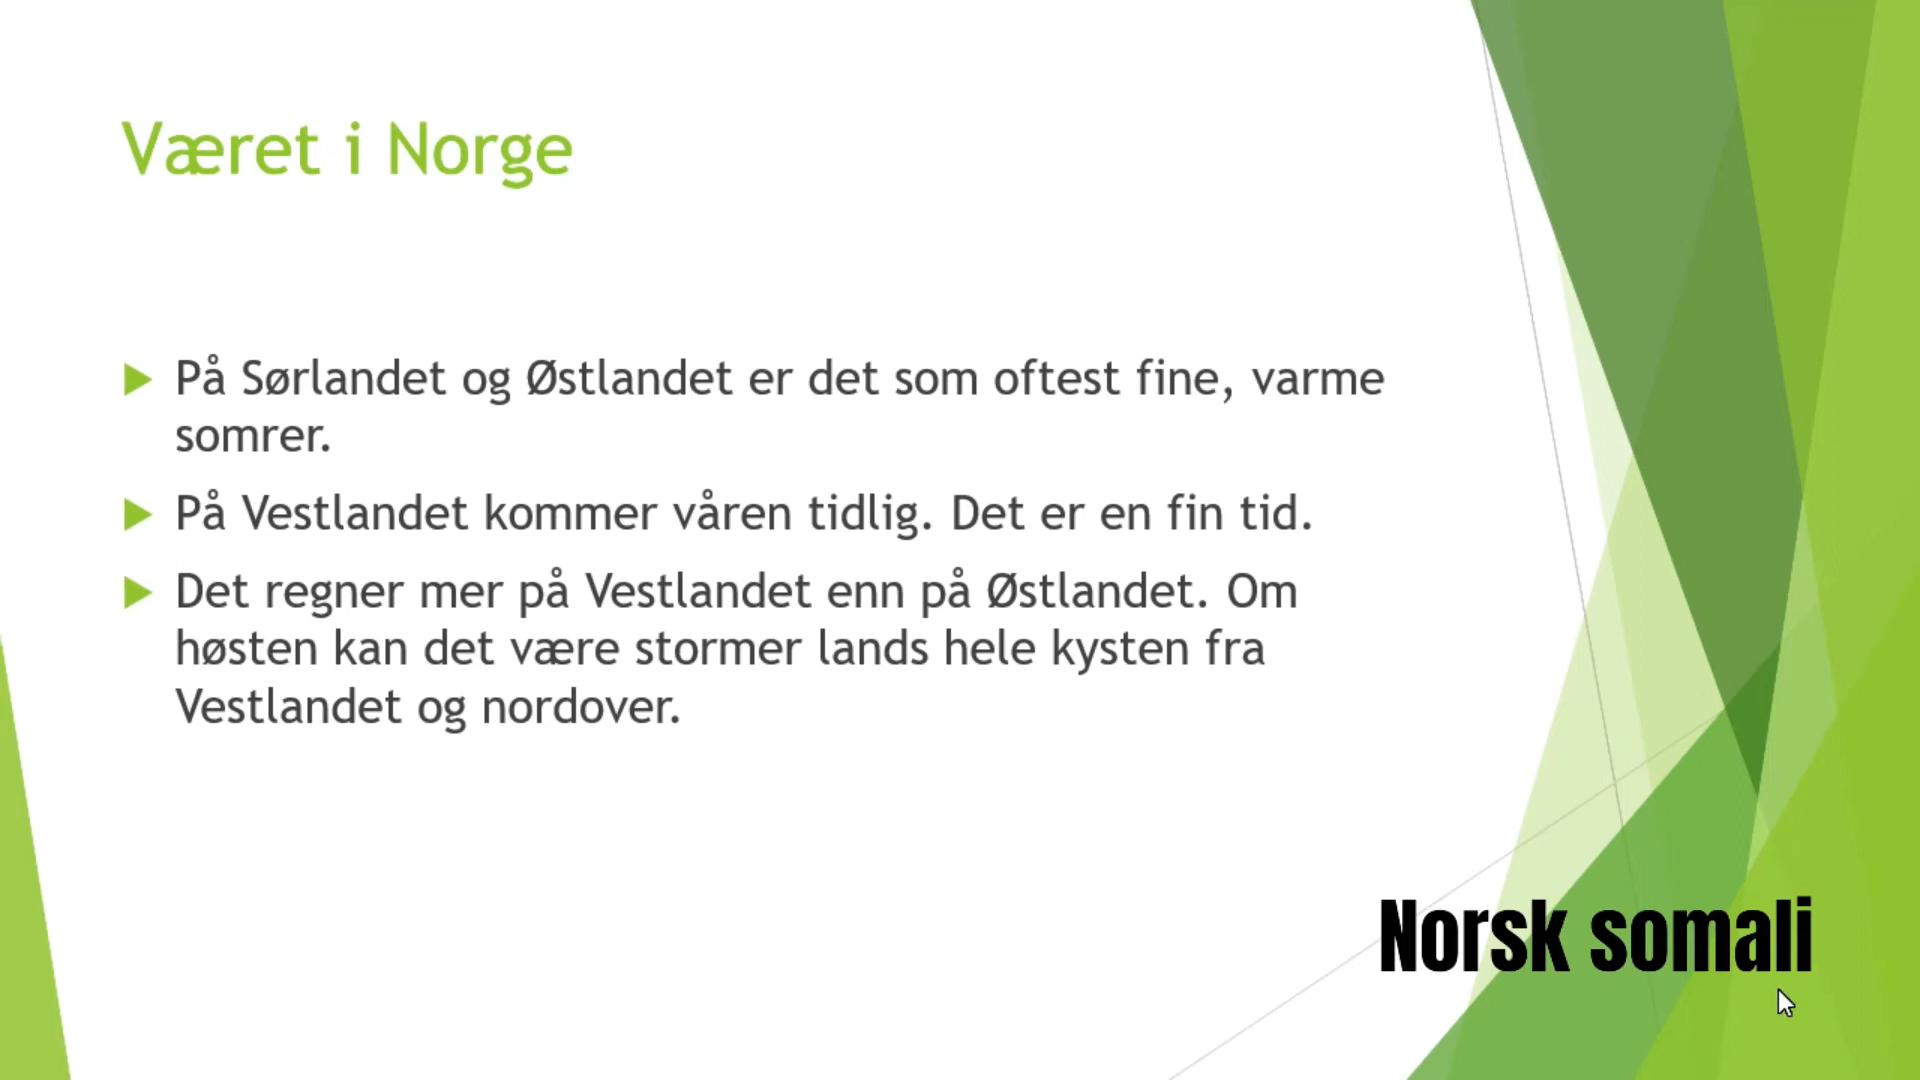 Været i Norge
På Sørlandet og Østlandet er det som oftest fine, varme
somrer.
På Vestlandet kommer våren tidlig. Det er en fin tid.
Det regner mer på Vestlandet enn på Østlandet. Om
høsten kan det være stormer lands hele kysten fra
Vestlandet og nordover.
Norsk somali